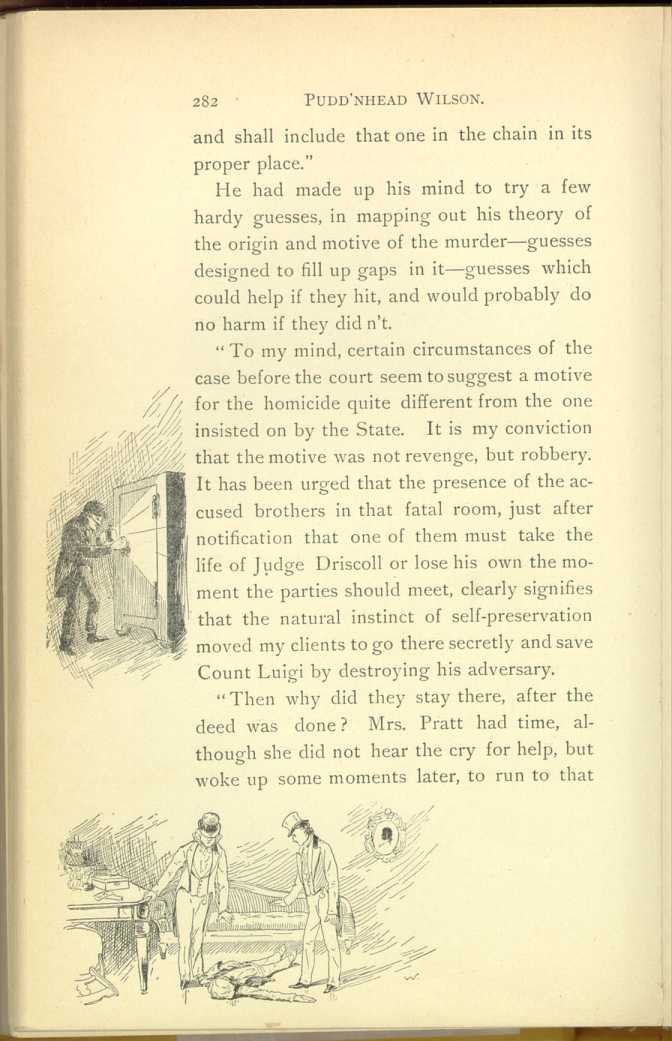 282 PUDD'NHEAD WILSON.
and shall include that one in the chain in its
proper place."
He had made up his mind to try a few
hardy guesses, in mapping out his theory of
the origin and motive of the murder—guesses
designed to fill up gaps in it—guesses which
could help if they hit, and would probably do
no harm if they did n't.
"To my mind, certain circumstances of the
case before the court seem to suggest a motive
for the homicide quite different from the one
insisted on by the State. It is my conviction
that the motive was not revenge, but robbery.
It has been urged that the presence of the ac-
cused brothers in that fatal room, just after
notification that one of them must take the
life of Judge Driscoll or lose his own the mo-
ment the parties should meet, clearly signifies
that the natural instinct of self-preservation
moved my clients to go there secretly and save
Count Luigi by destroying his adversary.
"Then why did they stay there, after the
deed was done? Mrs. Pratt had time, al-
though she did not hear the cry for help, but
woke up some moments later, to run to that
W